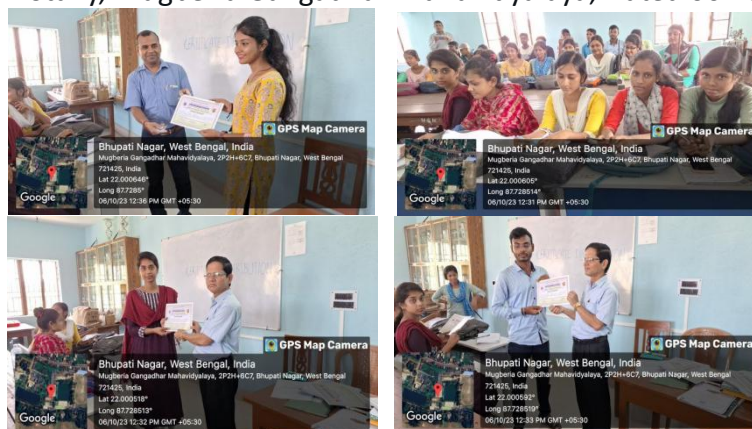 GPS Map Camera
Bhupati Nagar, West Bengal, India
Mugberia Gangadhar Mahavidyalaya, 2P2H+6C7, Bhupati Nagar, West Bengal
721425, India
Lat 22.000646°
Long 87.7285°
06/10/23 12:36 PM GMT +05:30
Google
GPS Map Camera
Bhupati Nagar, West Bengal, India
Mugberia Gangadhar Mahavidyalaya, 2P2H+6C7, Bhupati Nagar, West Bengal
721425, India
Lat 22.000605°
Long 87.728514°
06/10/23 12:31 PM GMT +05:30
Google
GPS Map Camera
Bhupati Nagar, West Bengal, India
Mugberia Gangadhar Mahavidyalaya, 2P2H+6C7, Bhupati Nagar, West Bengal
721425, India
Lat 22.000518°
Long 87.728513°
06/10/23 12:32 PM GMT +05:30
Google
GPS Map Camera
Bhupati Nagar, West Bengal, India
Mugberia Gangadhar Mahavidyalaya, 2P2H+6C7, Bhupati Nagar, West Bengal
721425, India
Lat 22.000592°
Long 87.728519°
06/10/23 12:33 PM GMT +05:30
Google